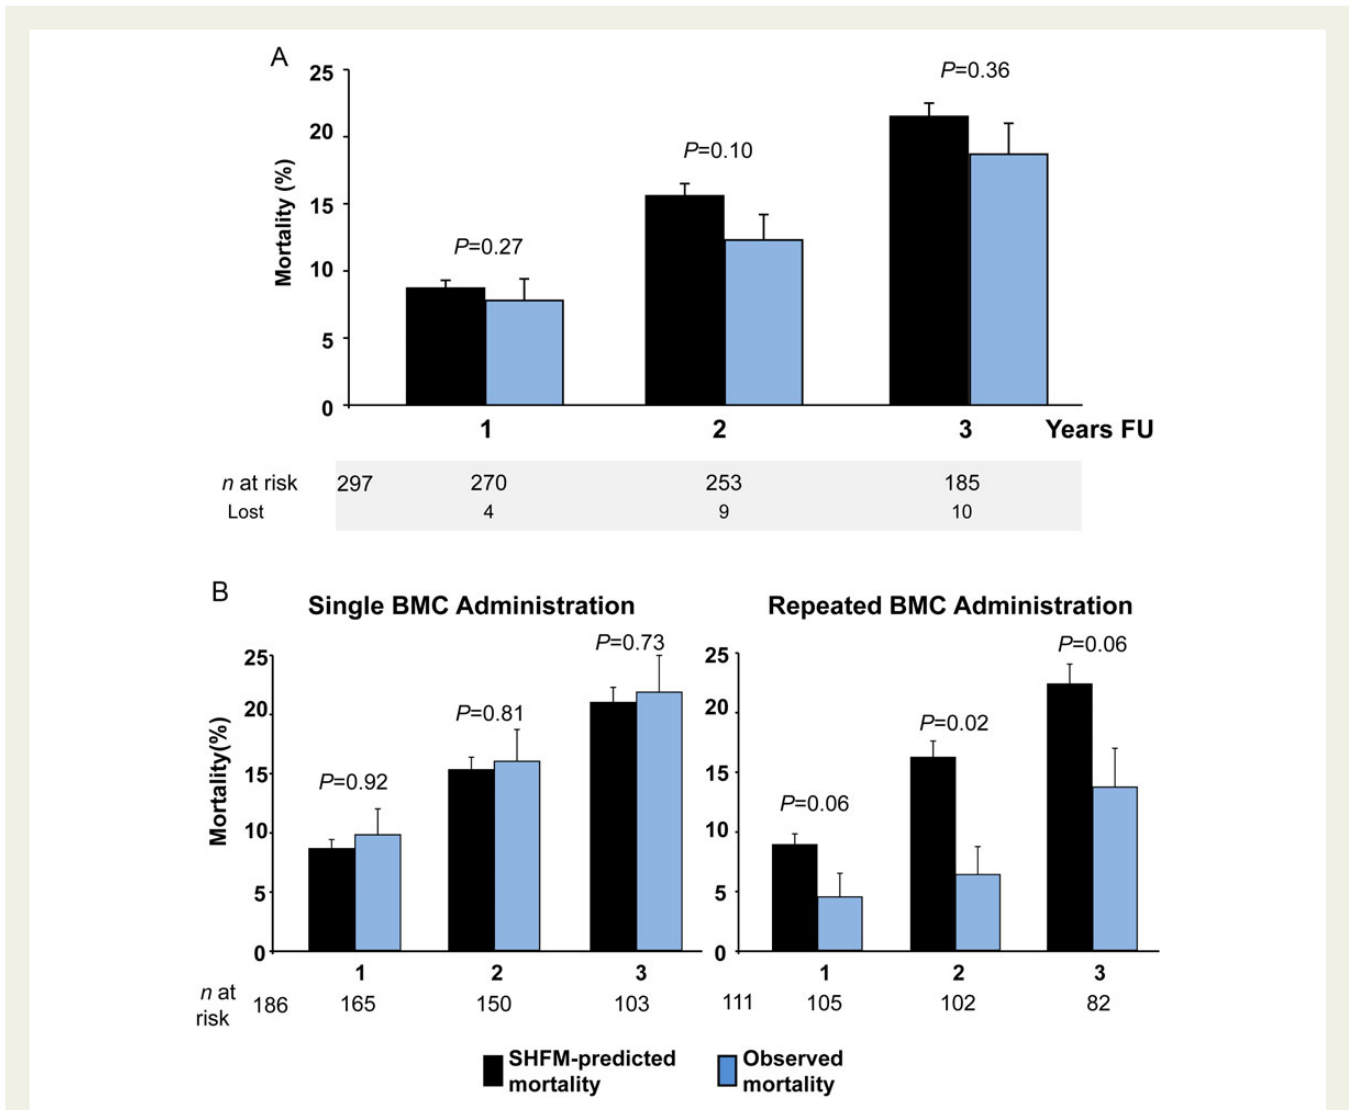 A
25
20
15
10
5
0
Mortality (%)
P=0.27
P=0.10
P=0.36
1 2 3 Years FU
n at risk 297 270 253 185
Lost 4 9 10
B
Single BMC Administration
25
20
15
10
5
0
Mortality(%)
P=0.92
P=0.81
P=0.73
1 2 3
n at
risk 186 165 150 103
Repeated BMC Administration
25
20
15
10
5
0
P=0.06
P=0.02
P=0.06
1 2 3
111 105 102 82
SHFM-predicted
mortality
Observed
mortality